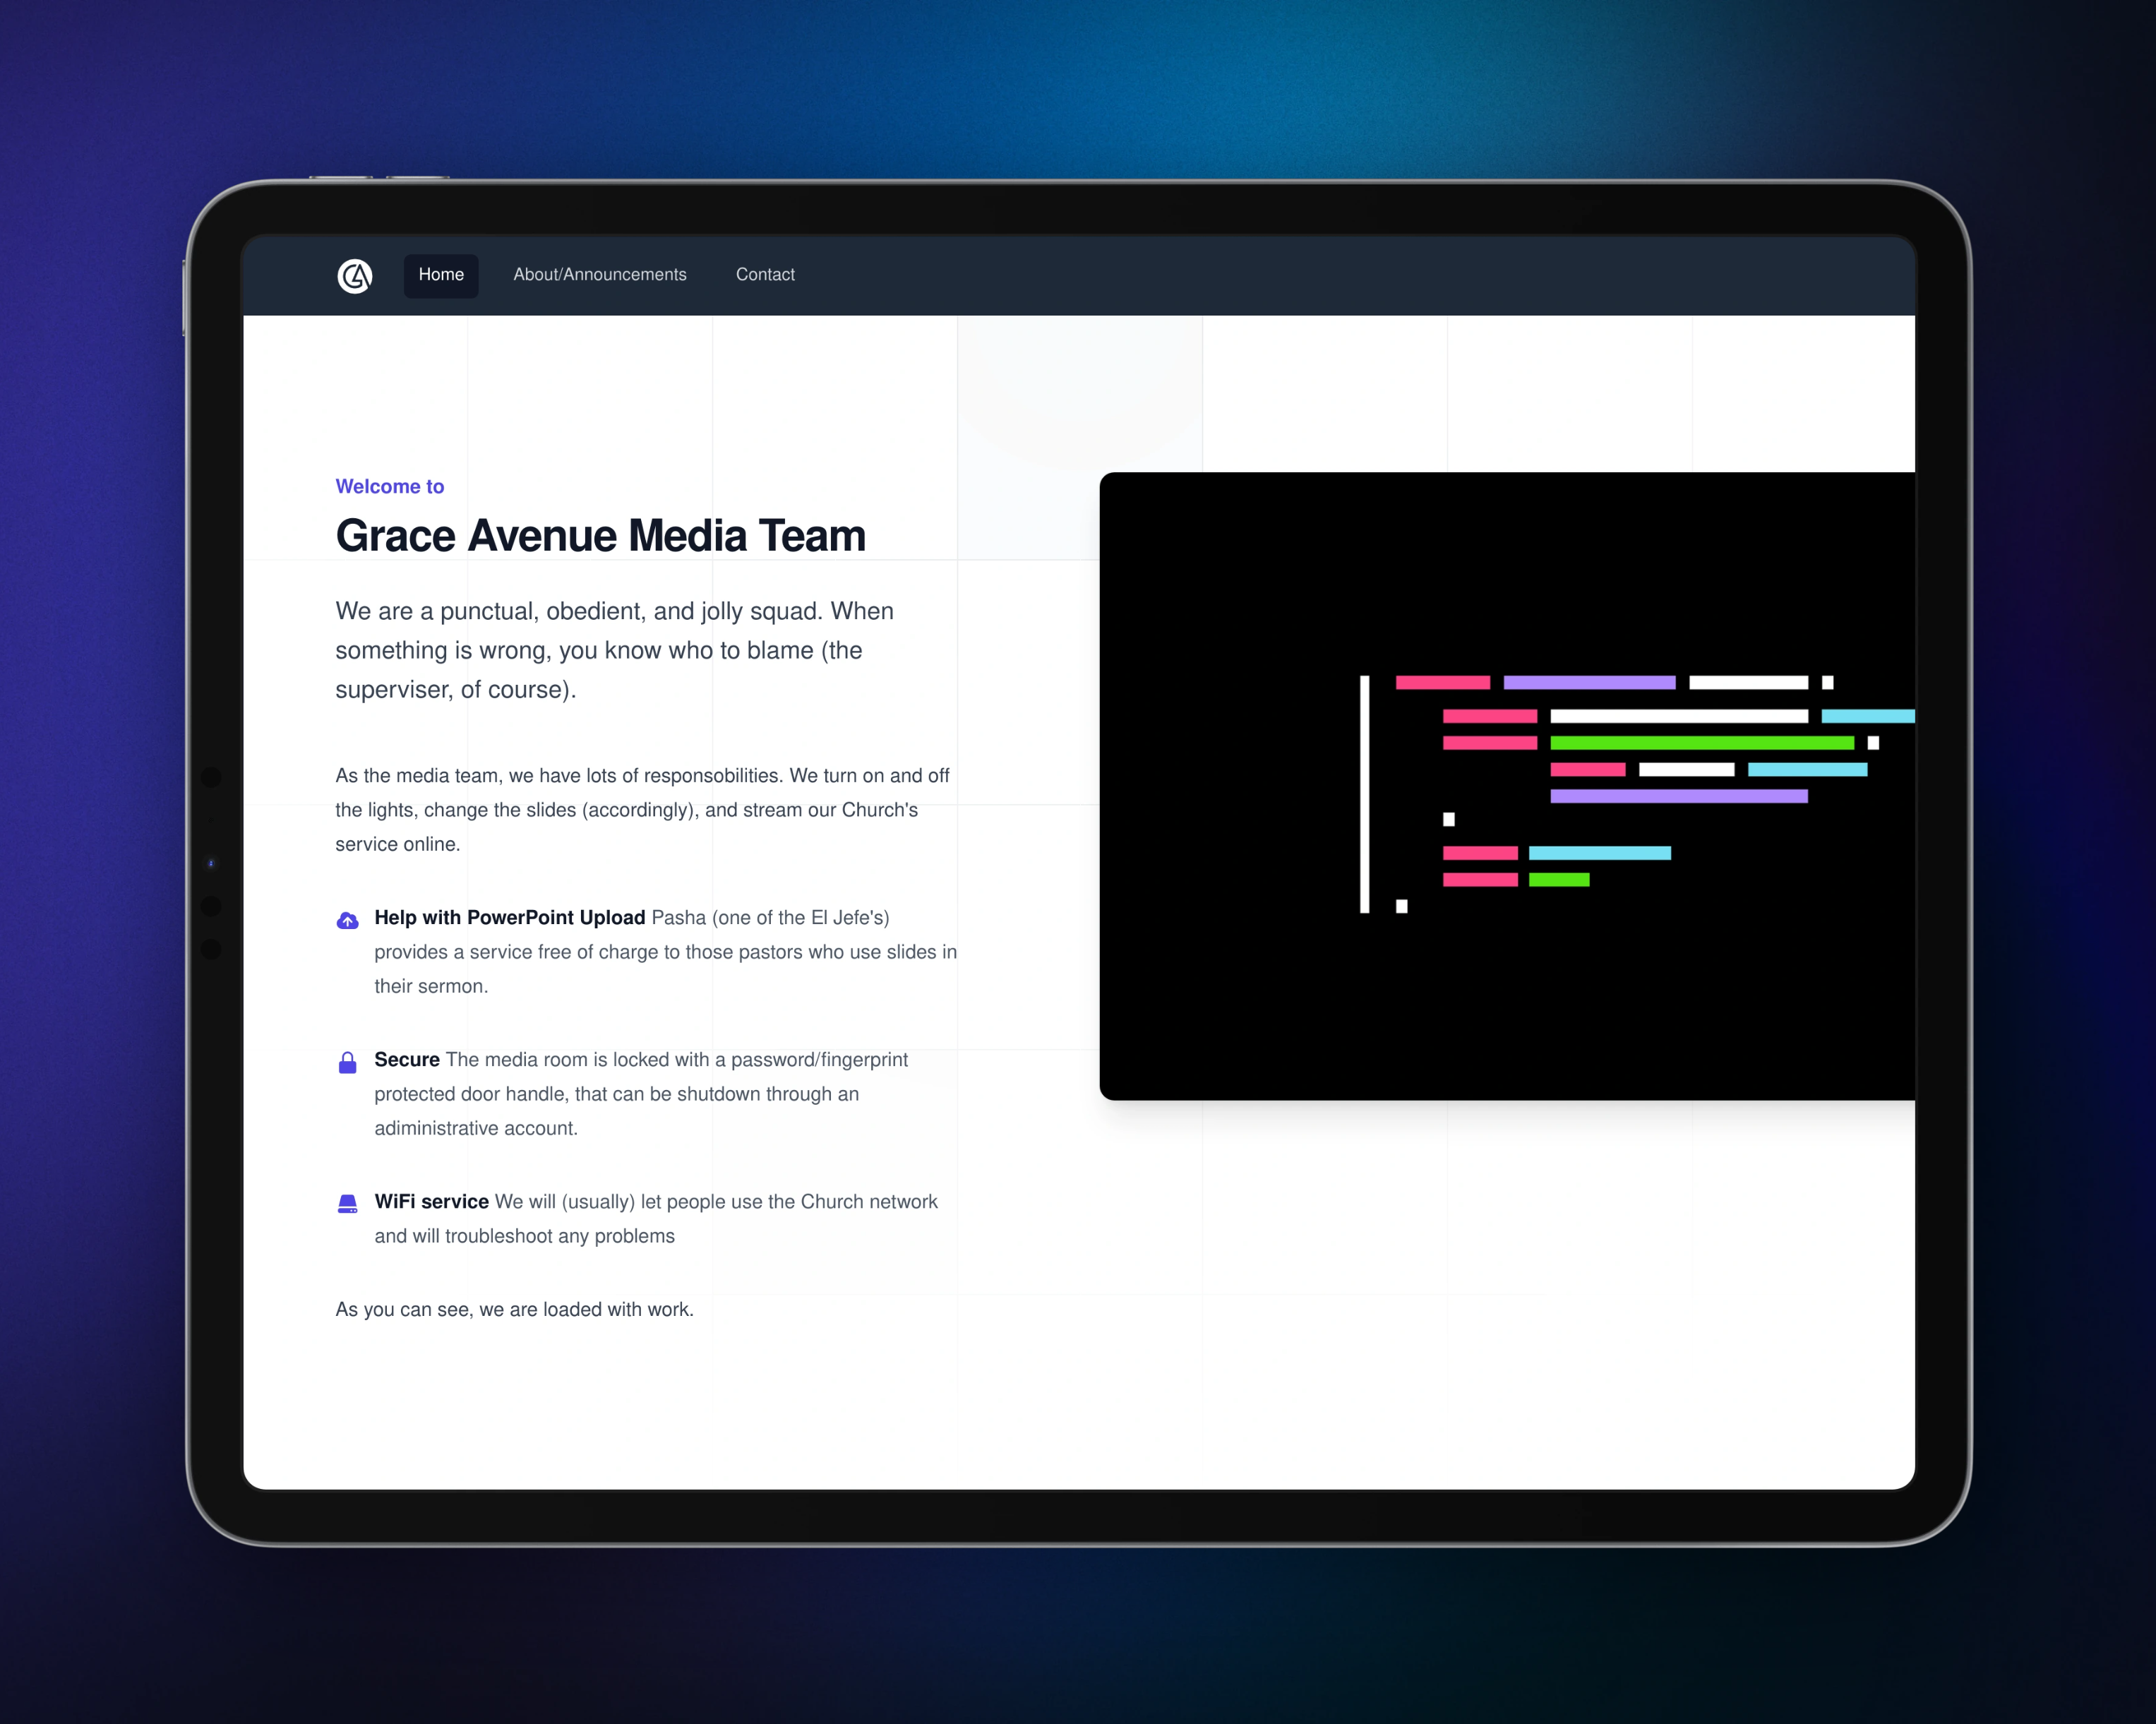 Home About/Announcements Contact
Welcome to
Grace Avenue Media Team
We are a punctual, obedient, and jolly squad. When
something is wrong, you know who to blame (the
superviser, of course).
As the media team, we have lots of responsobilities. We turn on and off
the lights, change the slides (accordingly), and stream our Church's
service online.
Help with PowerPoint Upload Pasha (one of the El Jefe's)
provides a service free of charge to those pastors who use slides in
their sermon.
Secure The media room is locked with a password/fingerprint
protected door handle, that can be shutdown through an
adiministrative account.
WiFi service We will (usually) let people use the Church network
and will troubleshoot any problems
As you can see, we are loaded with work.